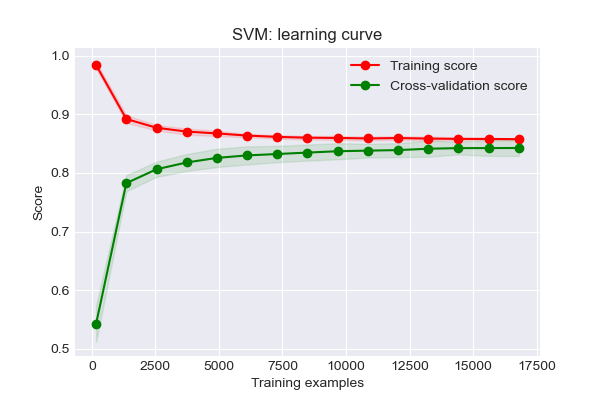 SVM: learning curve
Training score
Cross-validation score
1.0
0.9
0.8
0.7
0.6
0.5
Score
0 2500 5000 7500 10000 12500 15000 17500
Training examples